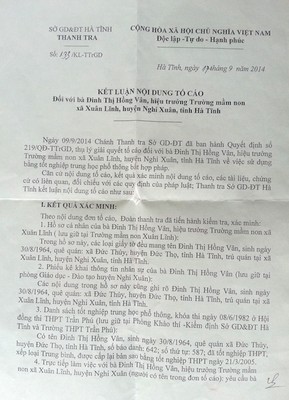 SỞ GD&ĐT HÀ TĨNH
THANH TRA
CỘNG HÒA XÃ HỘI CHỦ NGHĨA VIỆT NAM
Độc lập -Tự do - Hạnh phúc
Số: /KL-TTrGD
Hà Tĩnh, ngày tháng 9 năm 2014
KẾT LUẬN NỘI DUNG TỐ CÁO
Đối với bà Đinh Thị Hồng Vân, hiệu trưởng Trường mầm non
xã Xuân Lĩnh, huyện Nghi Xuân, tỉnh Hà Tĩnh
Ngày 09/9/2014 Chánh Thanh tra Sở GD-ĐT đã ban hành Quyết định số
219/QĐ-TTrGD, thụ lý giải quyết tố cáo đối với bà Đinh Thị Hồng Vân, hiệu trưởng
Trường mầm non xã Xuân Lĩnh, huyện Nghi Xuân, tỉnh Hà Tĩnh về việc sử dụng
bằng tốt nghiệp trung học phổ thông bất hợp pháp.
Căn cứ nội dung tố cáo, kết quả xác minh nội dung tố cáo, các tài liệu, chứng
cứ có liên quan, đối chiếu với các quy định của pháp luật; Thanh tra Sở GD-ĐT Hà
Tĩnh kết luận nội dung tố cáo như sau:
I. KẾT QUẢ XÁC MINH:
Theo nội dung đơn tố cáo, Đoàn thanh tra đã tiến hành kiểm tra, xác minh:
1. Hồ sơ cá nhân của bà Đinh Thị Hồng Vân, hiệu trưởng Trường mầm non xã
Xuân Lĩnh ( lưu giữ tại Trường mầm non Xuân Lĩnh):
Trong hồ sơ này, các loại giấy tờ đều mang tên Đinh Thị Hồng Vân, sinh ngày
30/8/1964, quê quán: xã Đức Thủy, huyện Đức Thọ, tỉnh Hà Tĩnh, trú quán tại xã
Xuân Lĩnh, huyện Nghi Xuân, tỉnh Hà Tĩnh.
2. Phiếu kê khai thông tin nhân sự của bà Đinh Thị Hồng Vân (lưu giữ tại
phòng Giáo dục - Đào tạo huyện Nghi Xuân):
Các nội dung trong hồ sơ này cũng ghi rõ Đinh Thị Hồng Vân, sinh ngày
30/8/1964, quê quán: xã Đức Thủy, huyện Đức Thọ, tỉnh Hà Tĩnh, trú quán tại xã
Xuân Lĩnh, huyện Nghi Xuân, tỉnh Hà Tĩnh.
3. Danh sách tốt nghiệp trung học phổ thông, khóa thi ngày 08/6/1982 ở Hội
đồng thi THPT Trần Phú (lưu giữ tại Phòng Khảo thí -Kiểm định Sở GD&ĐT Hà
Tĩnh và Trường THPT Trần Phú):
Có tên Đinh Thị Hồng Vân, sinh ngày 30/8/1964, quê quán xã Đức Thủy,
huyện Đức Thọ, tỉnh Hà Tĩnh, số báo danh: 642; số thứ tự: 587; đã tốt nghiệp THPT,
xếp loại Trung bình, được cấp lại bản sao bằng tốt nghiệp THPT ngày 21/3/2005.
4. Trực tiếp làm việc với bà Đinh Thị Hồng Vân, hiệu trưởng Trường mầm non
xã Xuân Lĩnh, huyện Nghi Xuân (người có tên trong đơn tố cáo): yêu cầu bà